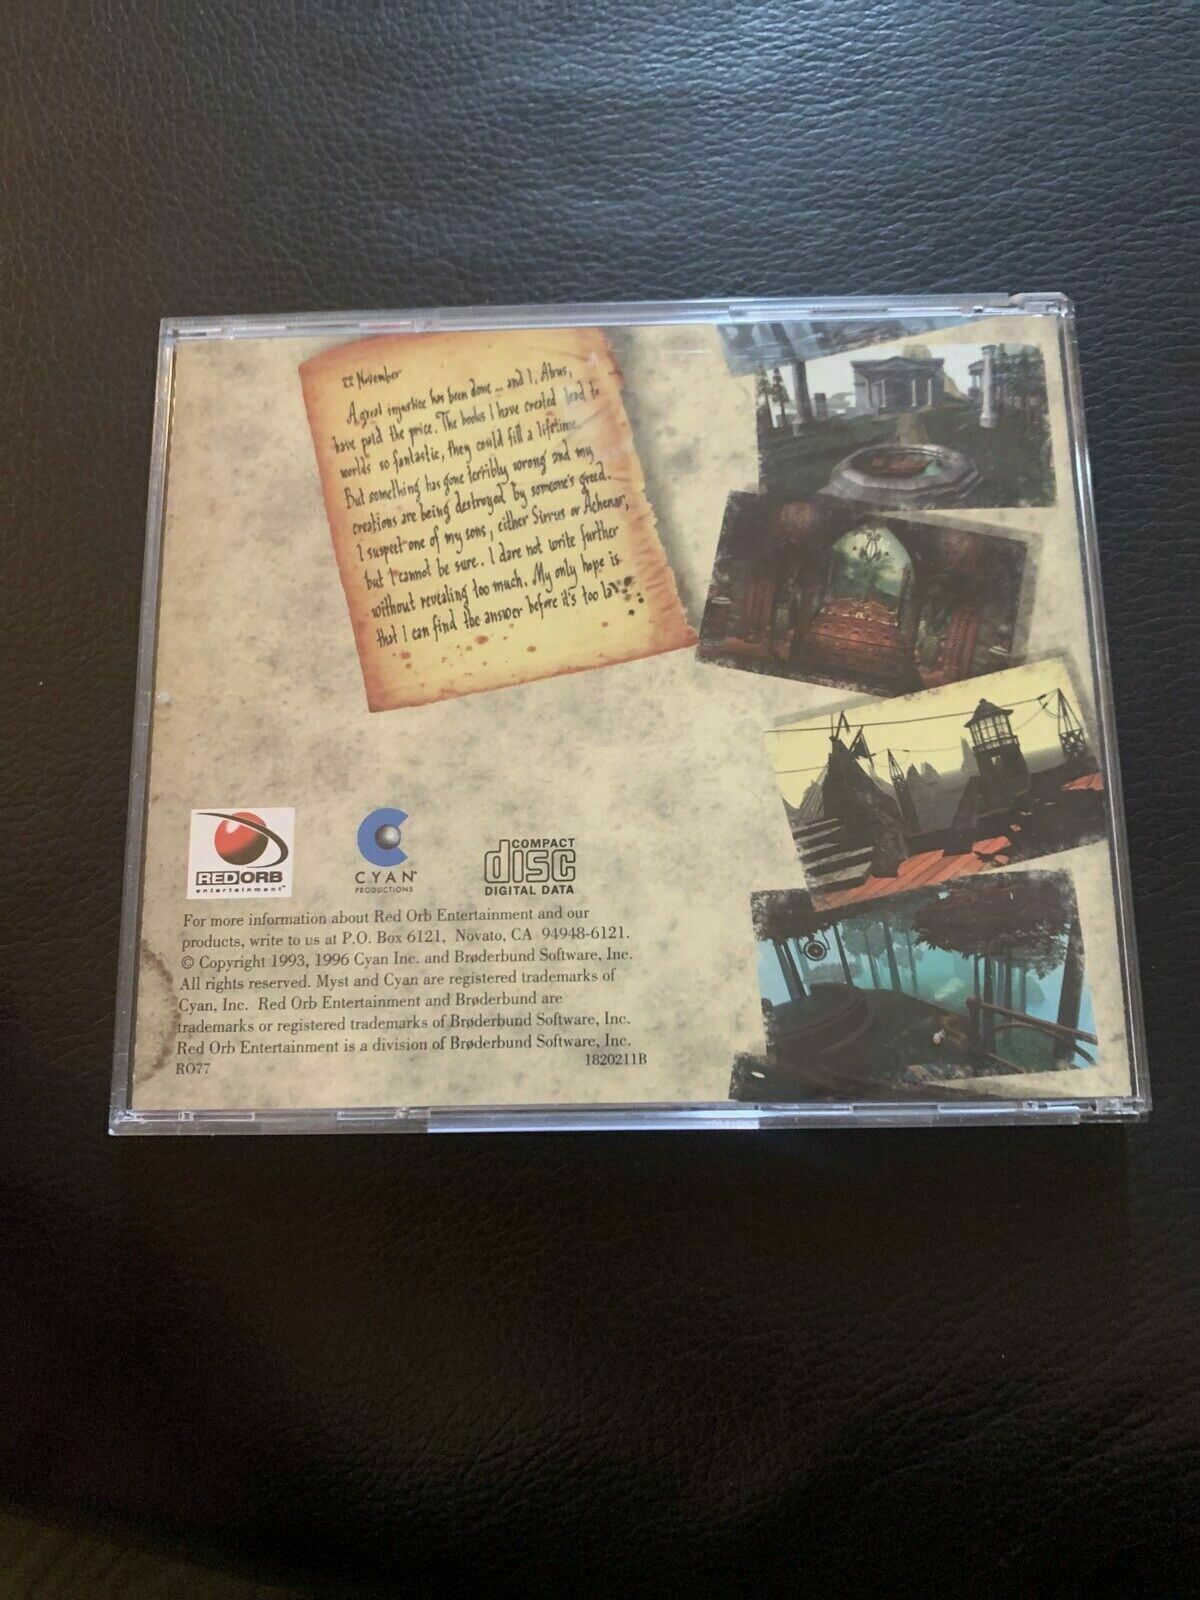 22 November
A great injustice has been done ... and I, Atrus,
have paid the price. The books I have created lead to
worlds so fantastic, they could fill a lifetime.
But something has gone terribly wrong and my
creations are being destroyed by someone's greed.
I suspect one of my sons, either Sirrus or Achenar,
but I cannot be sure. I dare not write further
without revealing too much. My only hope is
that I can find the answer before it's too la
REDORB
entertainment™
CYAN™
PRODUCTIONS
COMPACT
disc
DIGITAL DATA
For more information about Red Orb Entertainment and our
products, write to us at P.O. Box 6121, Novato, CA 94948-6121.
© Copyright 1993, 1996 Cyan Inc. and Brøderbund Software, Inc.
All rights reserved. Myst and Cyan are registered trademarks of
Cyan, Inc. Red Orb Entertainment and Brøderbund are
trademarks or registered trademarks of Brøderbund Software, Inc.
Red Orb Entertainment is a division of Brøderbund Software, Inc.
RO77 1820211B